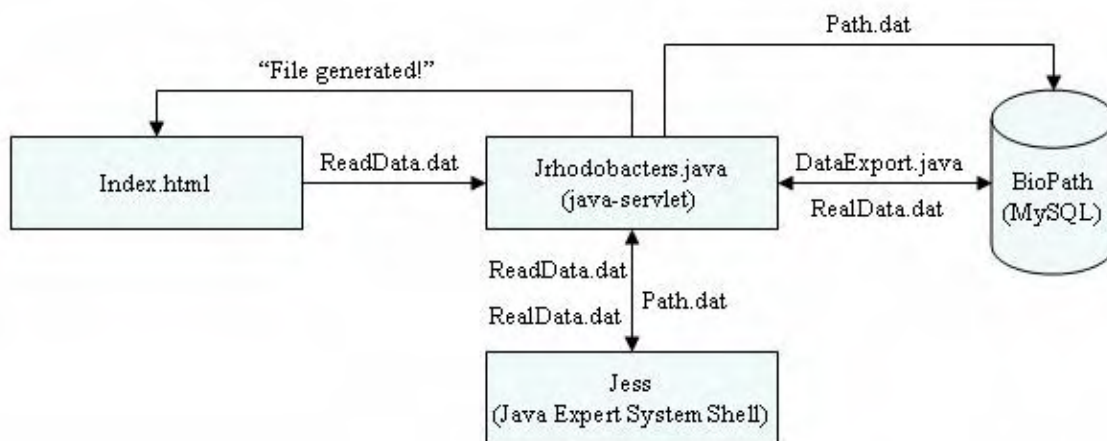 Path.dat
“File generated!”
Index.html
ReadData.dat
Jrhodobacters.java
(java-servlet)
DataExport.java
RealData.dat
BioPath
(MySQL)
ReadData.dat
RealData.dat
Path.dat
Jess
(Java Expert System Shell)